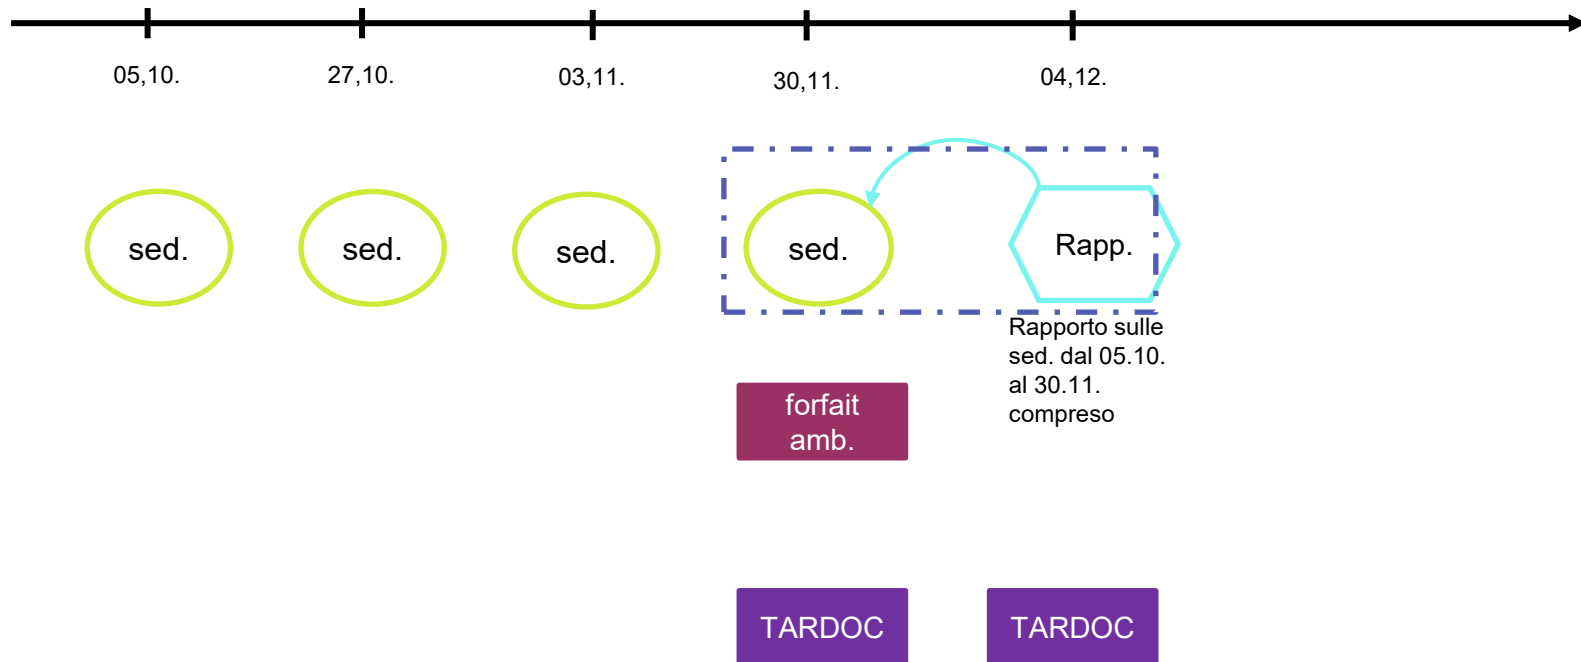 05,10.
27,10.
03,11.
30,11.
04,12.
sed.
sed.
sed.
sed.
Rapp.
Rapporto sulle
sed. dal 05.10.
al 30.11.
compreso
forfait
amb.
TARDOC
TARDOC